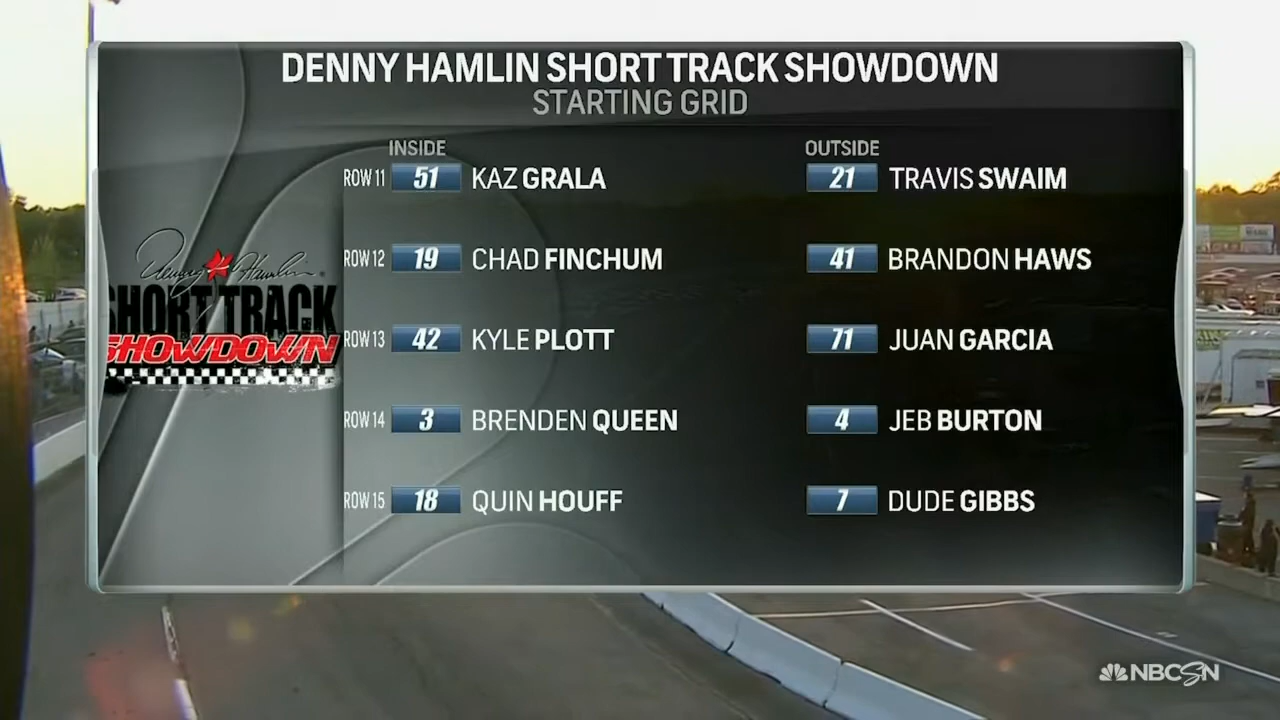 DENNY HAMLIN SHORT TRACK SHOWDOWN
STARTING GRID
INSIDE OUTSIDE
ROW 11 51 KAZ GRALA 21 TRAVIS SWAIM
ROW 12 19 CHAD FINCHUM 41 BRANDON HAWS
ROW 13 42 KYLE PLOTT 71 JUAN GARCIA
ROW 14 3 BRENDEN QUEEN 4 JEB BURTON
ROW 15 18 QUIN HOUFF 7 DUDE GIBBS
Denny Hamlin
SHORT TRACK
SHOWDOWN
NBCSN